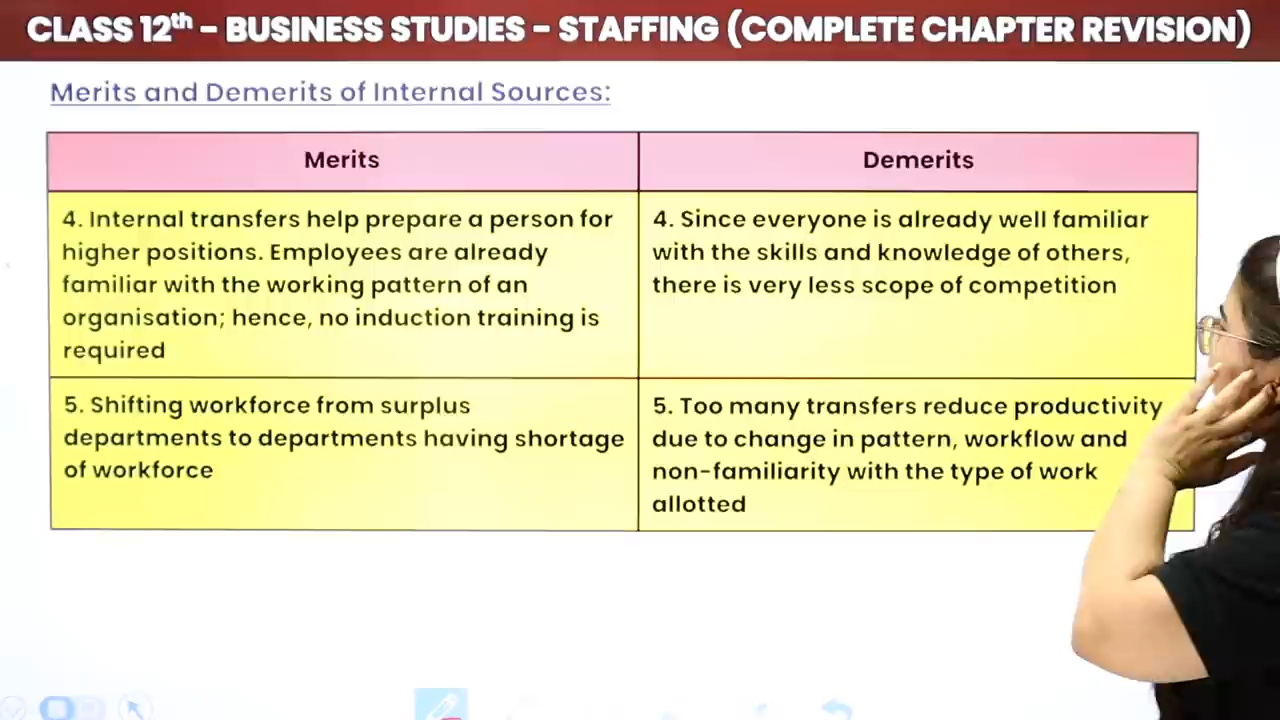 CLASS 12th - BUSINESS STUDIES - STAFFING (COMPLETE CHAPTER REVISION)
Merits and Demerits of Internal Sources:
Merits
Demerits
4. Internal transfers help prepare a person for
higher positions. Employees are already
familiar with the working pattern of an
organisation; hence, no induction training is
required
4. Since everyone is already well familiar
with the skills and knowledge of others,
there is very less scope of competition
5. Shifting workforce from surplus
departments to departments having shortage
of workforce
5. Too many transfers reduce productivity
due to change in pattern, workflow and
non-familiarity with the type of work
allotted